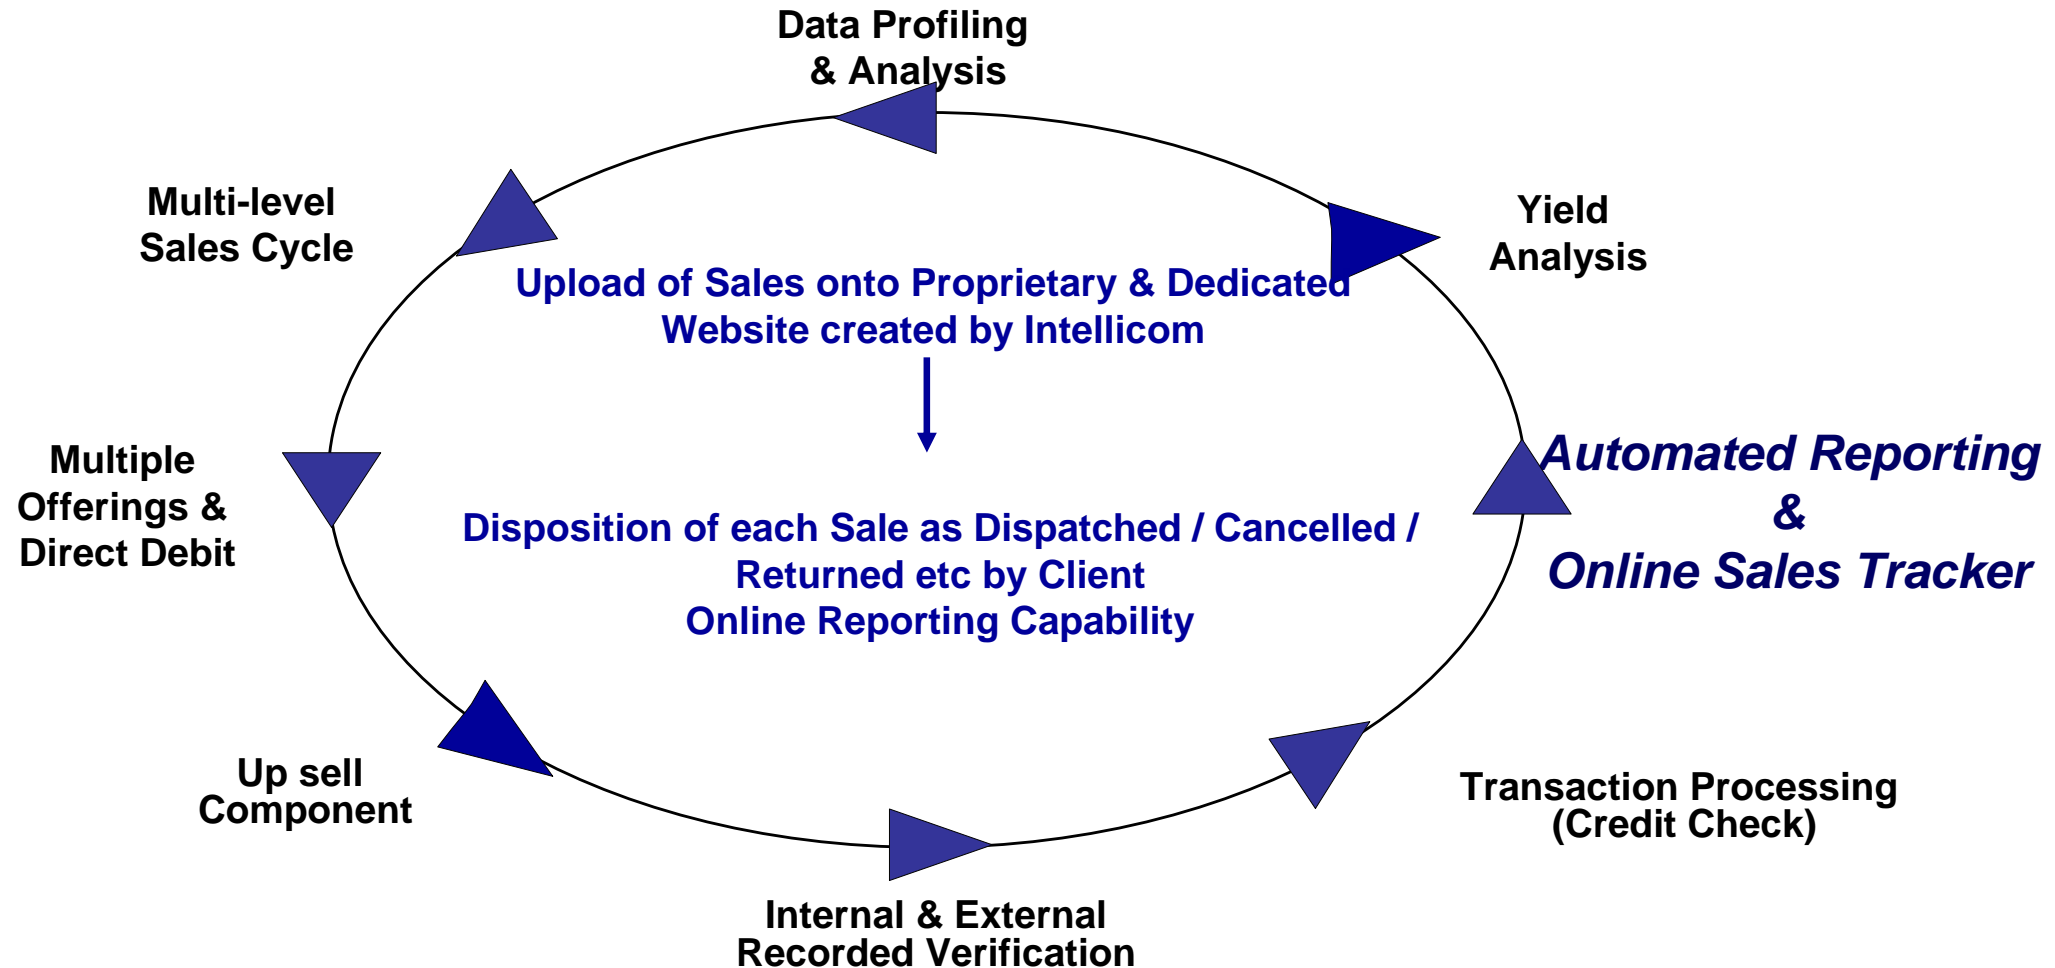 Data Profiling
& Analysis
Multi-level
Sales Cycle
Yield
Analysis
Upload of Sales onto Proprietary & Dedicated
Website created by Intellicom
Multiple
Offerings &
Direct Debit
Automated Reporting
&
Online Sales Tracker
Disposition of each Sale as Dispatched / Cancelled /
Returned etc by Client
Online Reporting Capability
Up sell
Component
Transaction Processing
(Credit Check)
Internal & External
Recorded Verification